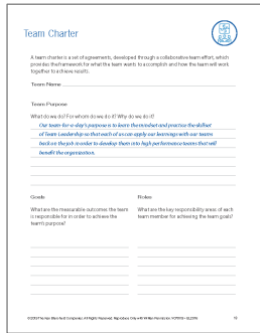 Team Charter
A team charter is a set of agreements, developed through a collaborative team effort, which
provides the framework for what the team wants to accomplish and how the team will work
together to achieve results.
Team Name
Team Purpose
What do we do? For whom do we do it? Why do we do it?
Our team-for-a-day's purpose is to learn the mindset and practice the skillset
of Team Leadership so that each of us can apply our learnings with our teams
back on the job in order to develop them into high performance teams that will
benefit the organization.
Goals
What are the measurable outcomes the team
is responsible for in order to achieve the
team's purpose?
Roles
What are the key responsibility areas of each
team member for achieving the team goals?